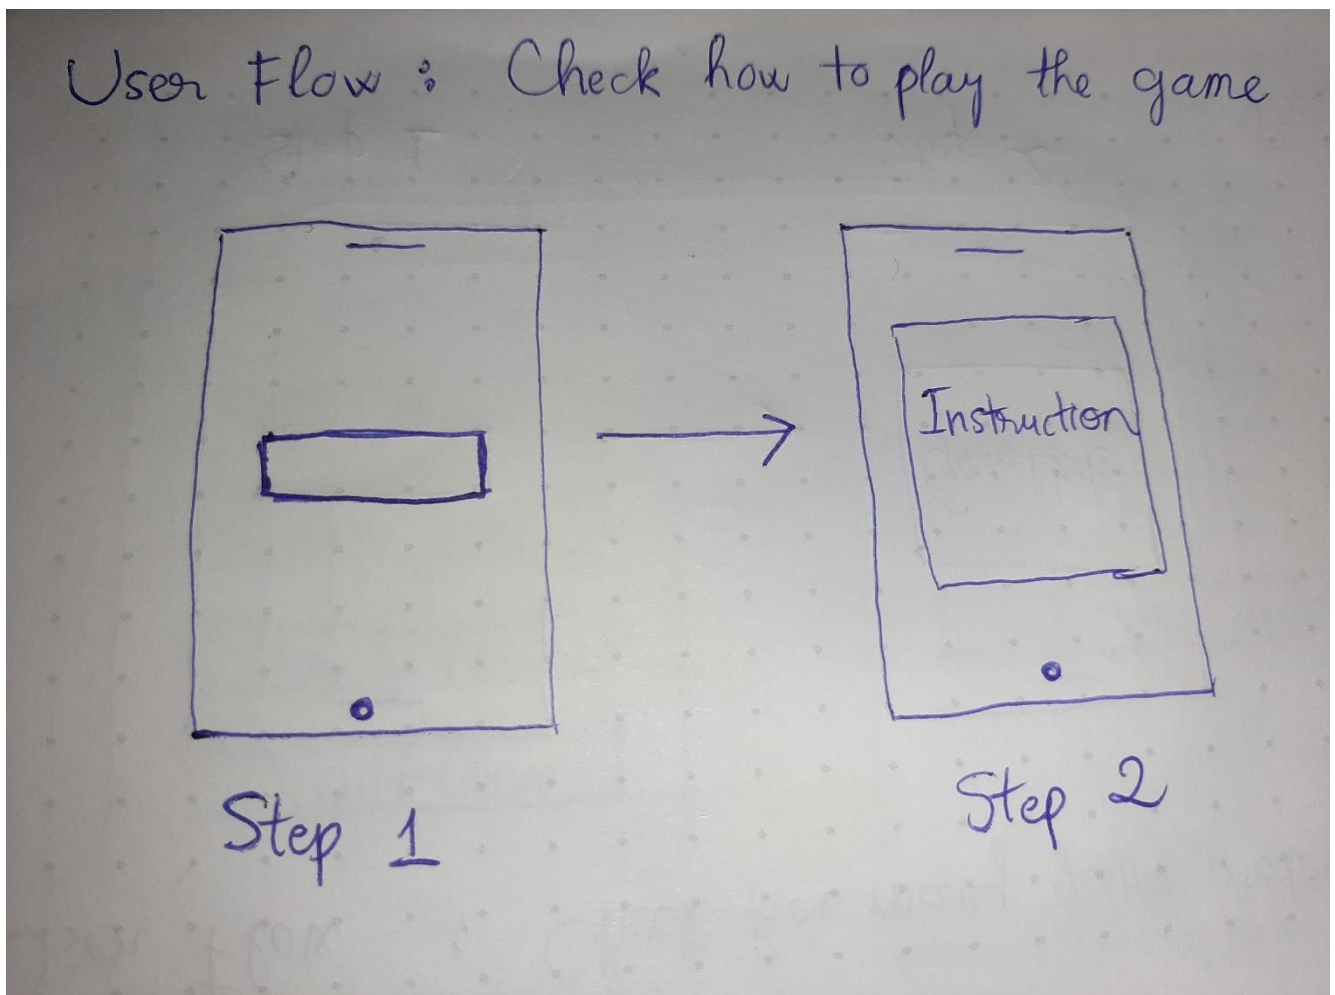 User Flow : Check how to play the game
Instruction
Step 1
Step 2